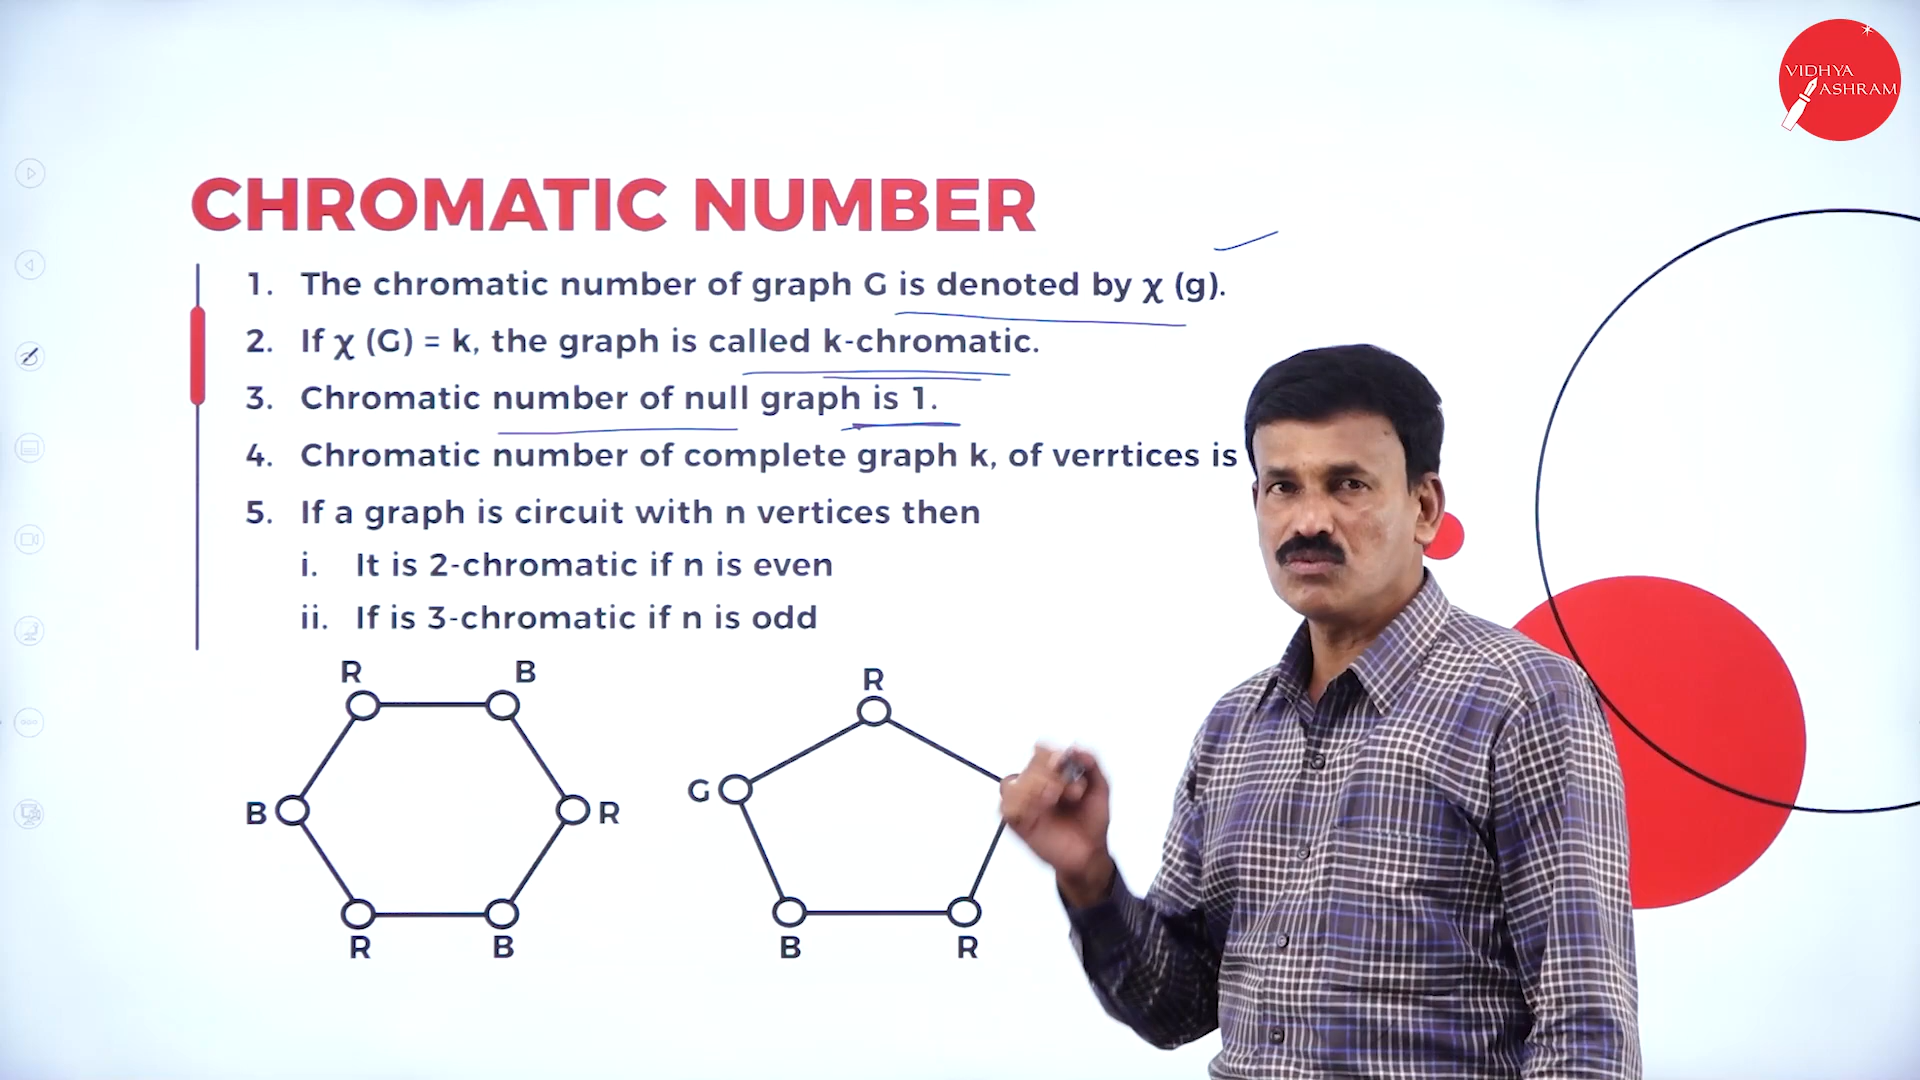 VIDHYA
ASHRAM
CHROMATIC NUMBER
1. The chromatic number of graph G is denoted by χ (g).
2. If χ (G) = k, the graph is called k-chromatic.
3. Chromatic number of null graph is 1.
4. Chromatic number of complete graph k, of verrtices is
5. If a graph is circuit with n vertices then
i. It is 2-chromatic if n is even
ii. If is 3-chromatic if n is odd
R B
R
G
B R
B R
R B